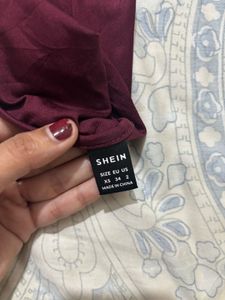 SHEIN
SIZE EU US
XS 34 2
MADE IN CHINA